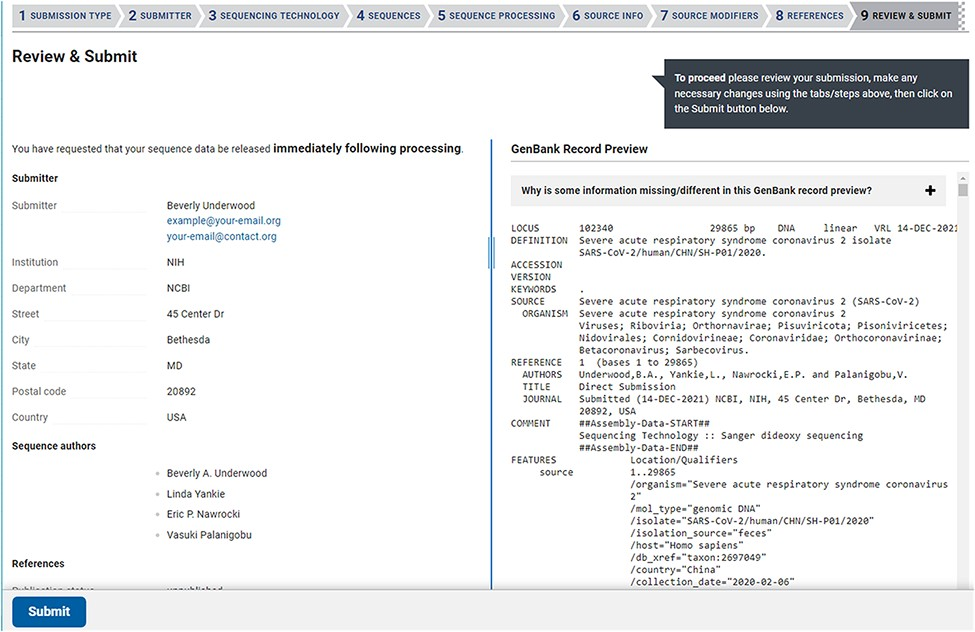 1 SUBMISSION TYPE 2 SUBMITTER 3 SEQUENCING TECHNOLOGY 4 SEQUENCES 5 SEQUENCE PROCESSING 6 SOURCE INFO 7 SOURCE MODIFIERS 8 REFERENCES 9 REVIEW & SUBMIT
Review & Submit
To proceed please review your submission, make any
necessary changes using the tabs/steps above, then click on
the Submit button below.
You have requested that your sequence data be released immediately following processing.
Submitter
Submitter Beverly Underwood
example@your-email.org
your-email@contact.org
Institution NIH
Department NCBI
Street 45 Center Dr
City Bethesda
State MD
Postal code 20892
Country USA
Sequence authors
Beverly A. Underwood
Linda Yankie
Eric P. Nawrocki
Vasuki Palanigobu
References
Publication status unpublished
Submit
GenBank Record Preview
Why is some information missing/different in this GenBank record preview? +
LOCUS 102340 29865 bp DNA linear VRL 14-DEC-2021
DEFINITION Severe acute respiratory syndrome coronavirus 2 isolate
SARS-CoV-2/human/CHN/SH-P01/2020.
ACCESSION
VERSION
KEYWORDS .
SOURCE Severe acute respiratory syndrome coronavirus 2 (SARS-CoV-2)
ORGANISM Severe acute respiratory syndrome coronavirus 2
Viruses; Riboviria; Orthornavirae; Pisuviricota; Pisoniviricetes;
Nidovirales; Cornidovirineae; Coronaviridae; Orthocoronavirinae;
Betacoronavirus; Sarbecovirus.
REFERENCE 1 (bases 1 to 29865)
AUTHORS Underwood,B.A., Yankie,L., Nawrocki,E.P. and Palanigobu,V.
TITLE Direct Submission
JOURNAL Submitted (14-DEC-2021) NCBI, NIH, 45 Center Dr, Bethesda, MD
20892, USA
COMMENT ##Assembly-Data-START##
Sequencing Technology :: Sanger dideoxy sequencing
##Assembly-Data-END##
FEATURES Location/Qualifiers
source 1..29865
/organism="Severe acute respiratory syndrome coronavirus
2"
/mol_type="genomic DNA"
/isolate="SARS-CoV-2/human/CHN/SH-P01/2020"
/isolation_source="feces"
/host="Homo sapiens"
/db_xref="taxon:2697049"
/country="China"
/collection_date="2020-02-06"